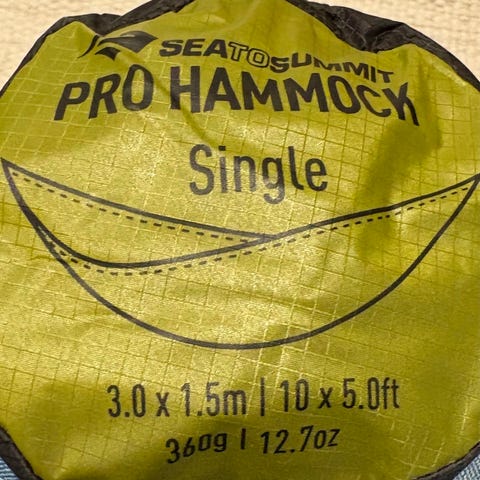 SEATOSUMMIT
PRO HAMMOCK
Single
3.0 x 1.5m | 10 x 5.0ft
360g | 12.7oz